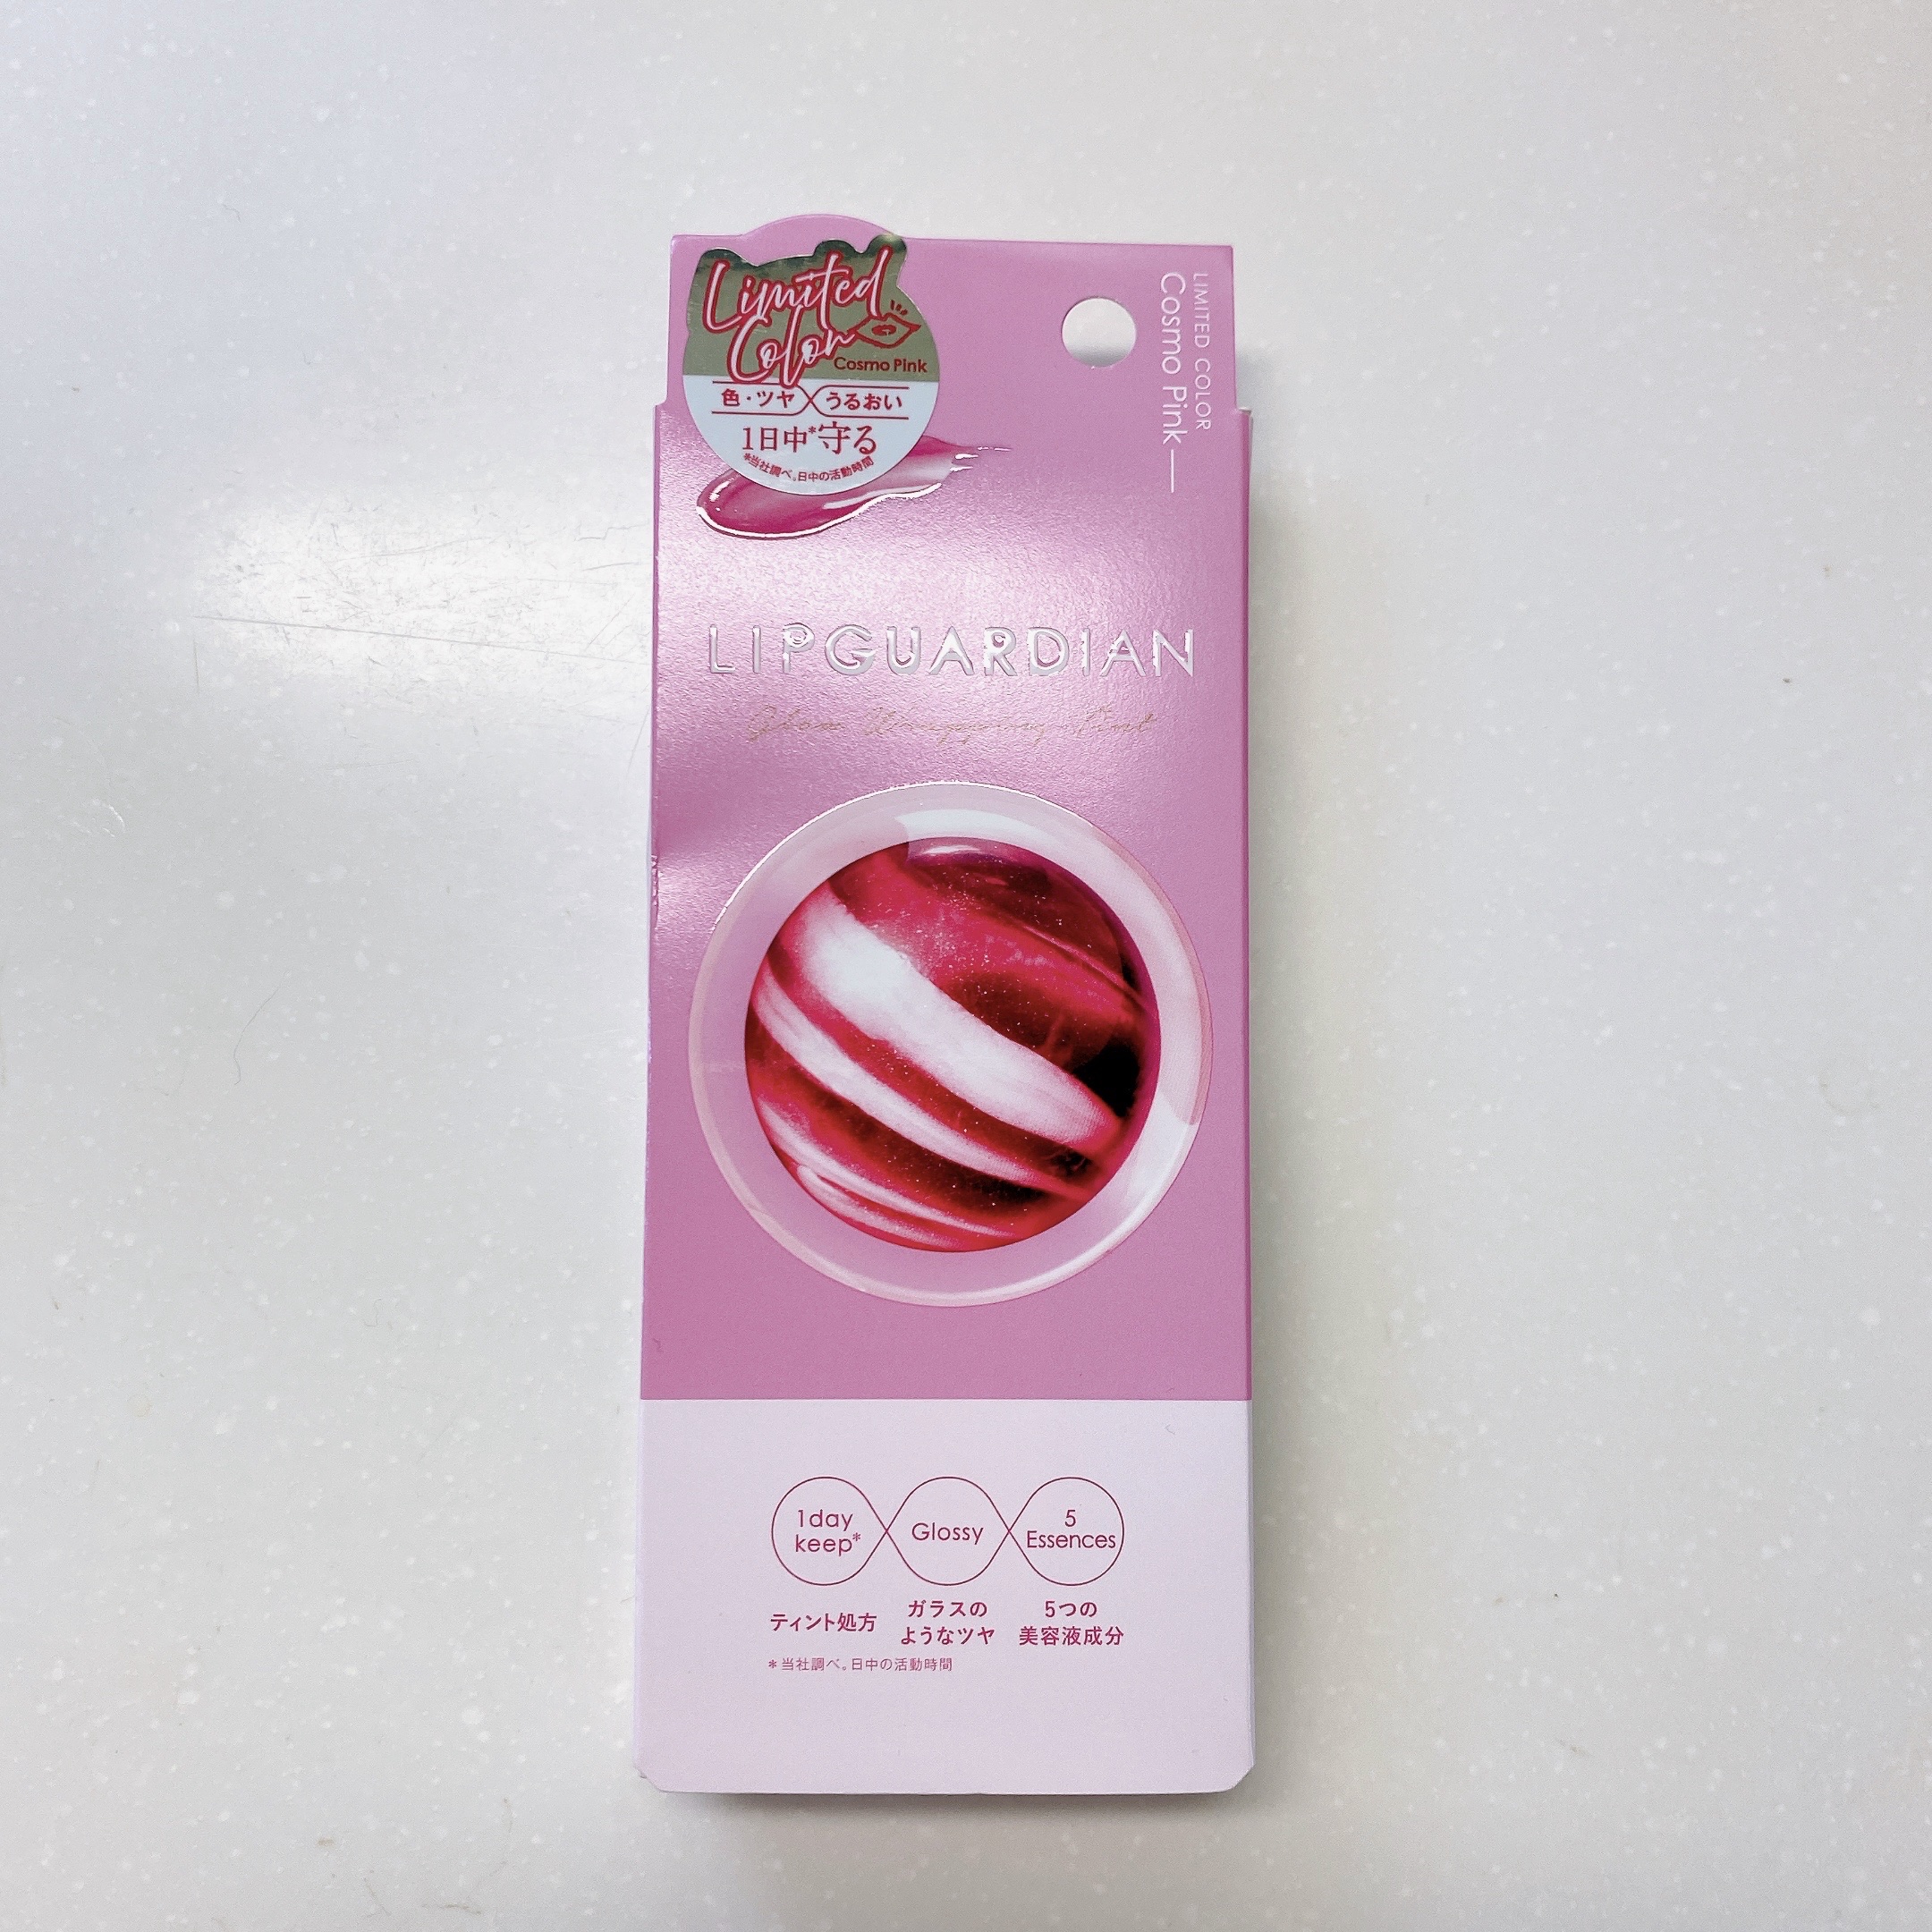 Limited
Color
Cosmo Pink
色・ツヤ うるおい
1日中*守る
*当社調べ。日中の活動時間
LIMITED COLOR
Cosmo Pink
LIPGUARDIAN
Glow Wrapping Tint
1day
keep*
Glossy
5
Essences
ティント処方
ガラスの
ようなツヤ
5つの
美容液成分
*当社調べ。日中の活動時間